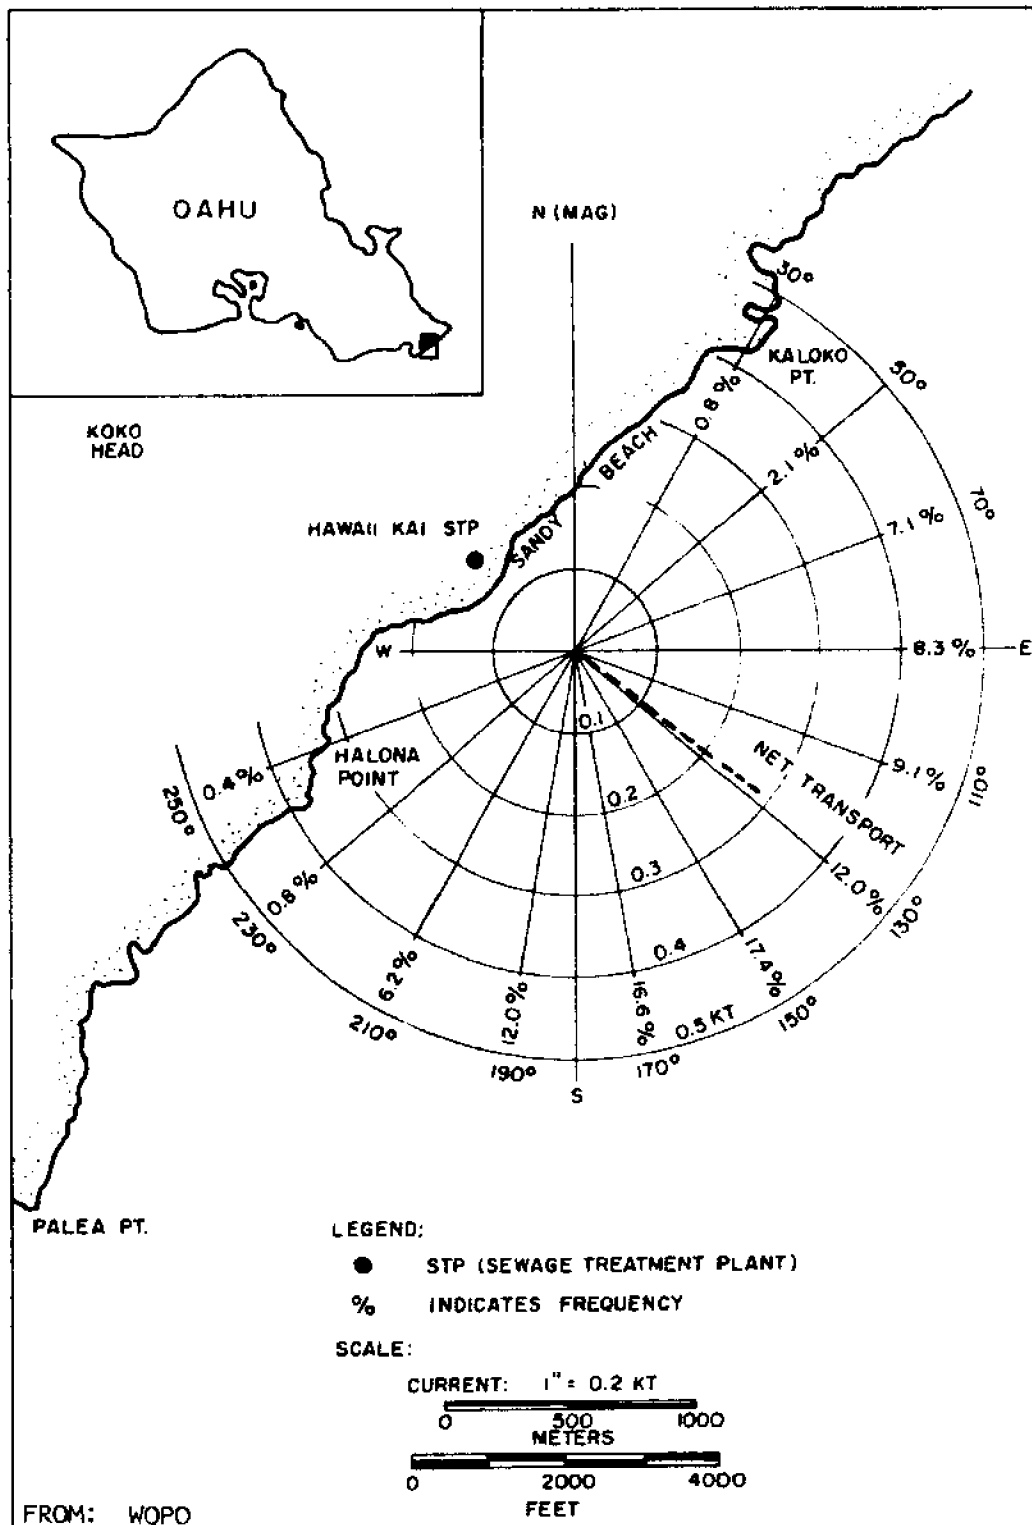 OAHU
N (MAG)
30°
KALOKO
PT.
50°
KOKO
HEAD
0.8 %
BEACH
2.1 %
70°
HAWAII KAI STP
SANDY
7.1 %
W
8.3 %
E
0.1
HALONA
POINT
NET TRANSPORT
9.1 %
110°
0.4 %
250°
0.2
0.3
12.0 %
130°
0.8 %
230°
0.4
17.4 %
150°
6.2 %
210°
12.0 %
16.6 %
0.5 KT
190°
170°
S
PALEA PT.
LEGEND:
STP (SEWAGE TREATMENT PLANT)
% INDICATES FREQUENCY
SCALE:
CURRENT: 1" = 0.2 KT
0 500 1000
METERS
0 2000 4000
FEET
FROM: WQPO